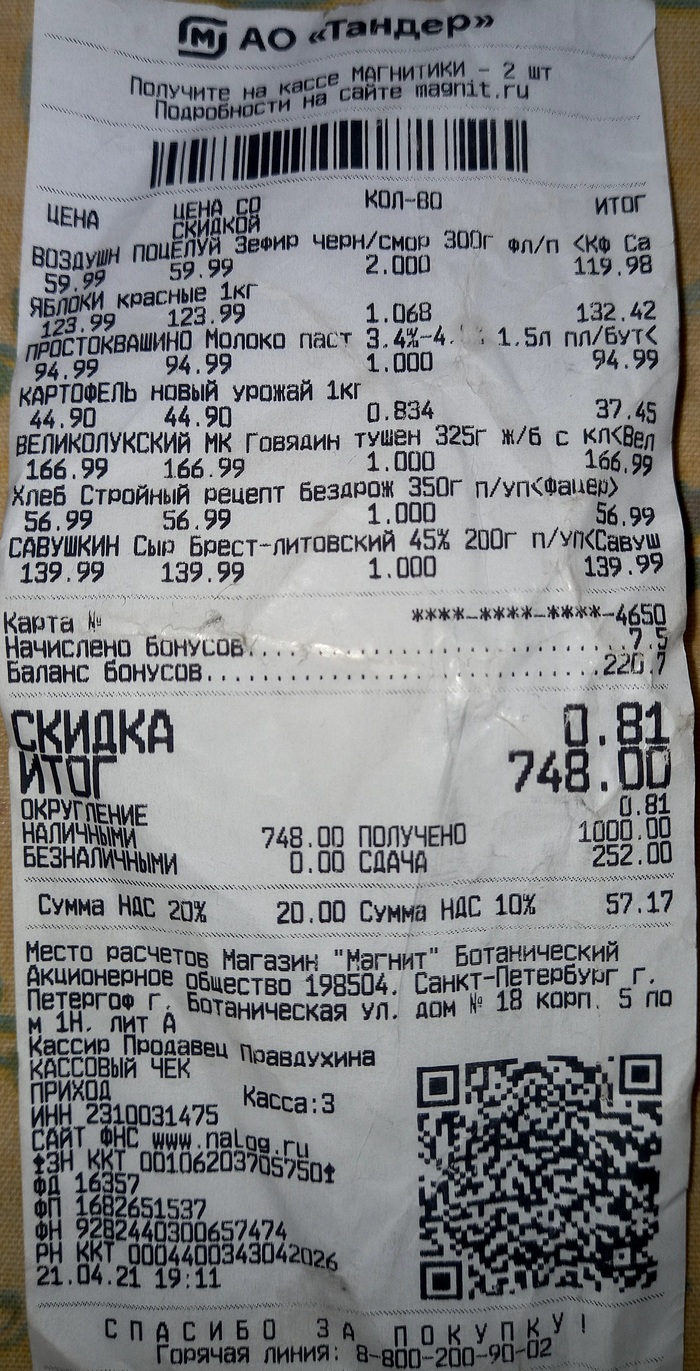 М АО «Тандер»
Получите на кассе МАГНИТИКИ - 2 шт
Подробности на сайте magnit.ru
ЦЕНА ЦЕНА СО СКИДКОЙ КОЛ-ВО ИТОГ
ВОЗДУШН ПОЦЕЛУЙ Зефир черн/смор 300г фл/п <Кф Са
59.99 59.99 2.000 119.98
ЯБЛОКИ красные 1кг
123.99 123.99 1.068 132.42
ПРОСТОКВАШИНО Молоко паст 3.4%-4. 1.5л пл/бут<
94.99 94.99 1.000 94.99
КАРТОФЕЛЬ новый урожай 1кг
44.90 44.90 0.834 37.45
ВЕЛИКОЛУКСКИЙ МК Говядин тушен 325г ж/б с кл<Вел
166.99 166.99 1.000 166.99
Хлеб Стройный рецепт бездрож 350г п/уп<Фацер>
56.99 56.99 1.000 56.99
САВУШКИН Сыр Брест-литовский 45% 200г п/уп<Савуш
139.99 139.99 1.000 139.99
Карта № ****-****-****-4650
Начислено бонусов..............................7.5
Баланс бонусов................................220.7
СКИДКА 0.81
ИТОГ 748.00
ОКРУГЛЕНИЕ 0.81
НАЛИЧНЫМИ 748.00 ПОЛУЧЕНО 1000.00
БЕЗНАЛИЧНЫМИ 0.00 СДАЧА 252.00
Сумма НДС 20% 20.00 Сумма НДС 10% 57.17
Место расчетов Магазин "Магнит" Ботанический
Акционерное общество 198504. Санкт-Петербург г.
Петергоф г. Ботаническая ул. дом № 18 корп. 5 по
м 1Н. лит А
Кассир Продавец Правдухина
КАССОВЫЙ ЧЕК
ПРИХОД Касса:3
ИНН 2310031475
САЙТ ФНС www.nalog.ru
ЗН ККТ 00106203705750
ФД 16357
ФП 1682651537
ФН 9282440300657474
РН ККТ 0004400343042026
21.04.21 19:11
СПАСИБО ЗА ПОКУПКУ!
Горячая линия: 8-800-200-90-02